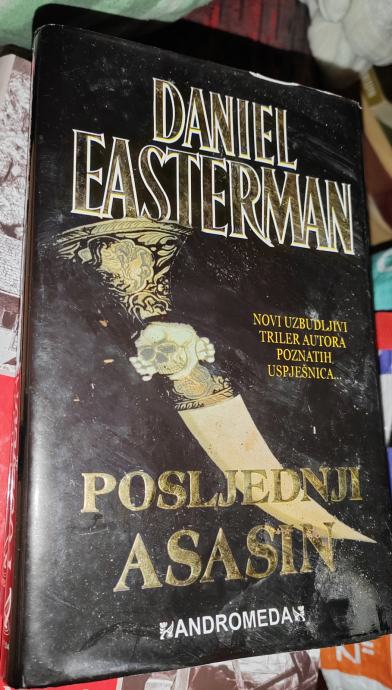 DANIEL
EASTERMAN
NOVI UZBUDLJIVI
TRILER AUTORA
POZNATIH
USPJEŠNICA...
POSLJEDNJI
ASASIN
ANDROMEDA